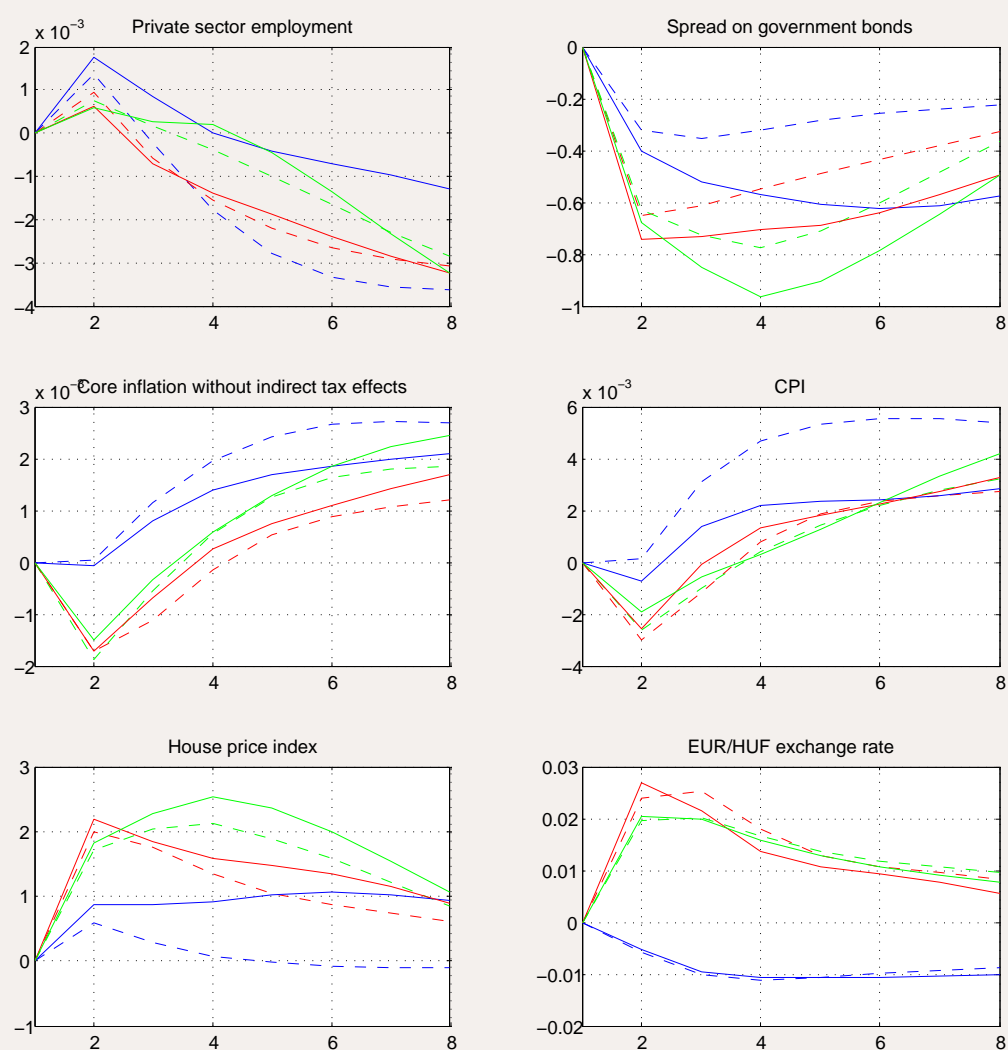 Private sector employment
x 10⁻³
2
1
0
−1
−2
−3
−4
2 4 6 8
Spread on government bonds
0
−0.2
−0.4
−0.6
−0.8
−1
2 4 6 8
Core inflation without indirect tax effects
x 10⁻³
3
2
1
0
−1
−2
2 4 6 8
CPI
x 10⁻³
6
4
2
0
−2
−4
2 4 6 8
House price index
3
2
1
0
−1
2 4 6 8
EUR/HUF exchange rate
0.03
0.02
0.01
0
−0.01
−0.02
2 4 6 8